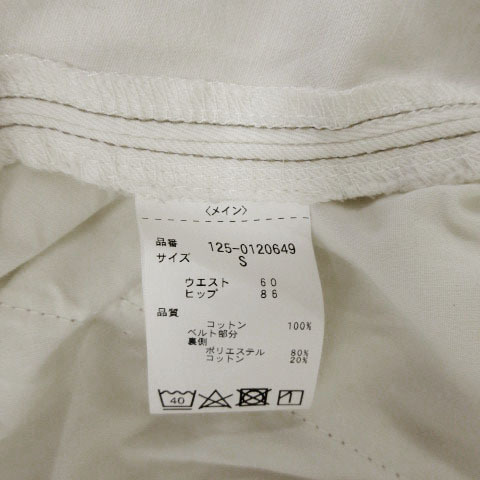 〈メイン〉
品番 125-0120649
サイズ S
ウエスト 60
ヒップ 86
品質
コットン 100%
ベルト部分
裏側
ポリエステル 80%
コットン 20%
40